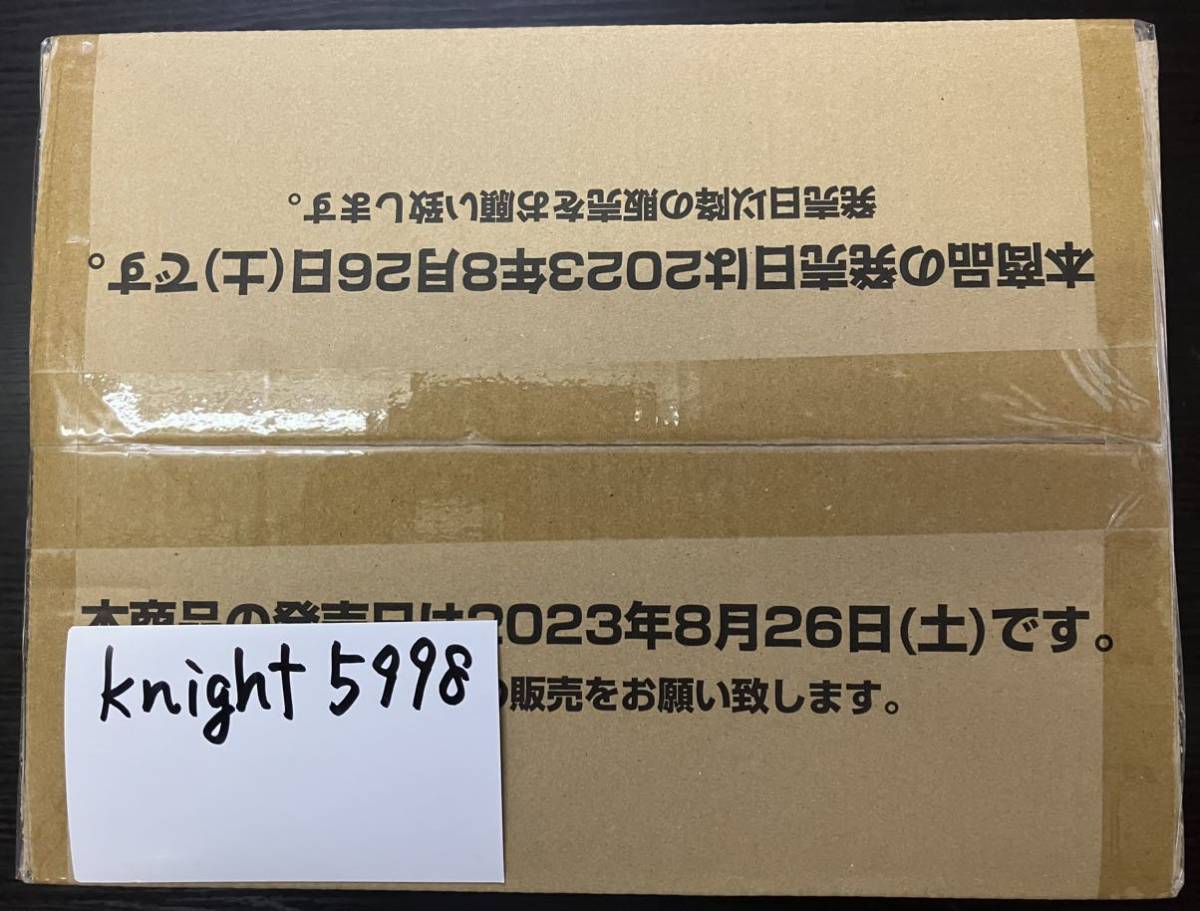 発売日以降の販売をお願い致します。
本商品の発売日は2023年8月26日(土)です。
本商品の発売日は2023年8月26日(土)です。
の販売をお願い致します。
knight 5998